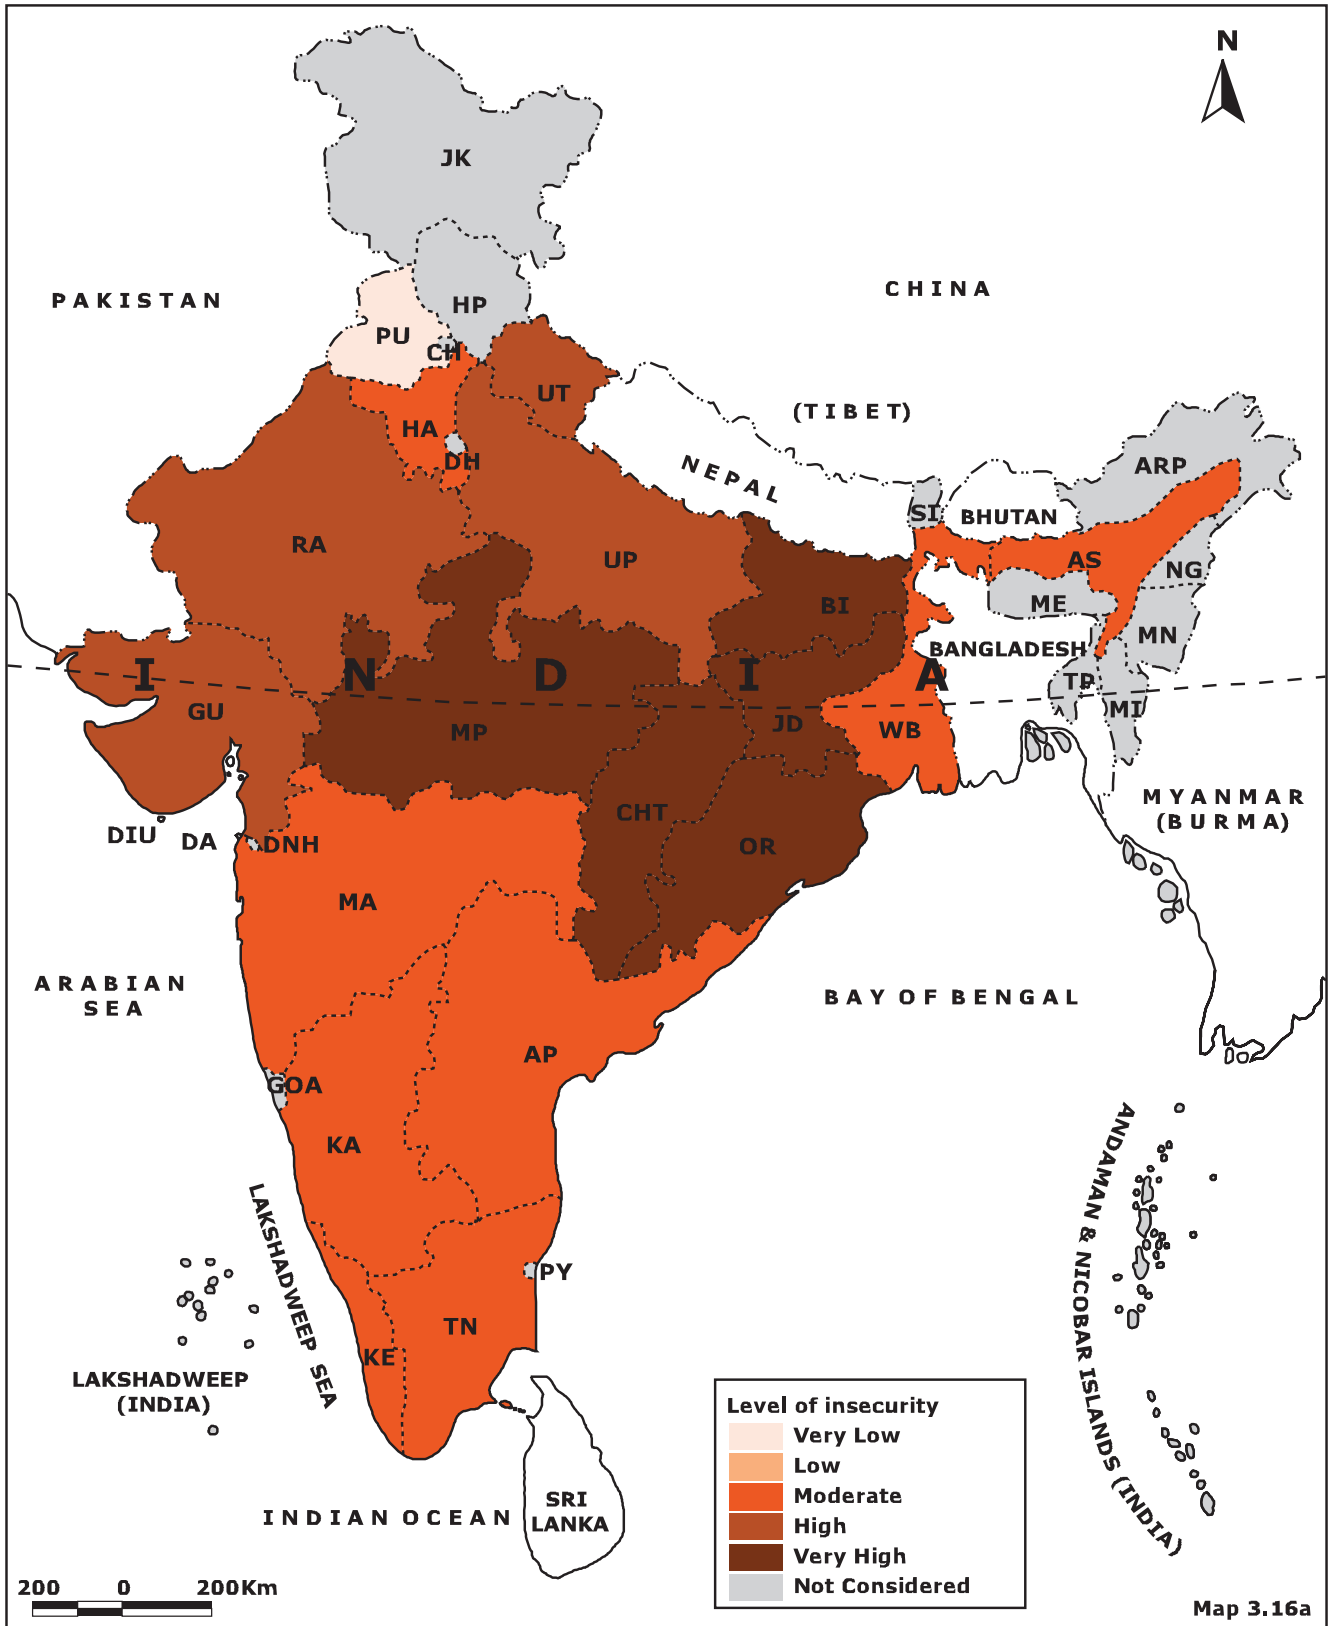 N
JK
CHINA
PAKISTAN
HP
PU
CH
UT
(TIBET)
HA
DH
NEPAL
ARP
SI
BHUTAN
RA
UP
AS
NG
BI
ME
MN
BANGLADESH
I N D I A
TP
GU
MI
MP
JD
WB
MYANMAR
(BURMA)
CHT
DIU
DA
DNH
OR
MA
ARABIAN
SEA
BAY OF BENGAL
AP
GOA
KA
ANDAMAN & NICOBAR ISLANDS (INDIA)
LAKSHADWEEP SEA
PY
TN
KE
LAKSHADWEEP
(INDIA)
Level of insecurity
Very Low
Low
Moderate
High
Very High
Not Considered
INDIAN OCEAN
SRI
LANKA
200 0 200Km
Map 3.16a